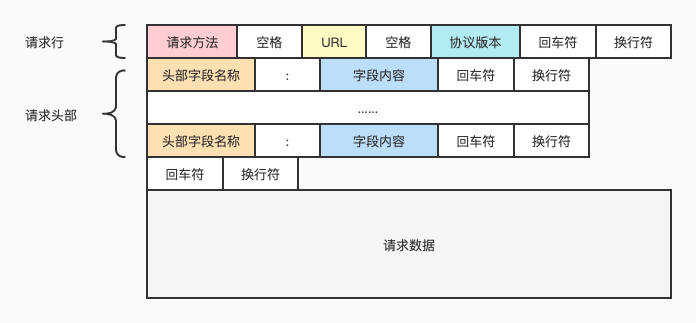 请求行 请求方法 空格 URL 空格 协议版本 回车符 换行符
头部字段名称 : 字段内容 回车符 换行符
请求头部 ......
头部字段名称 : 字段内容 回车符 换行符
回车符 换行符
请求数据